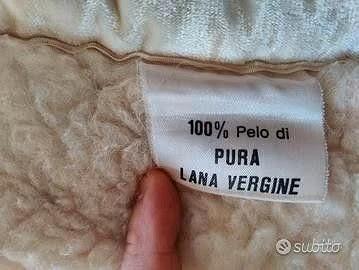 100% Pelo di
PURA
LANA VERGINE
subito